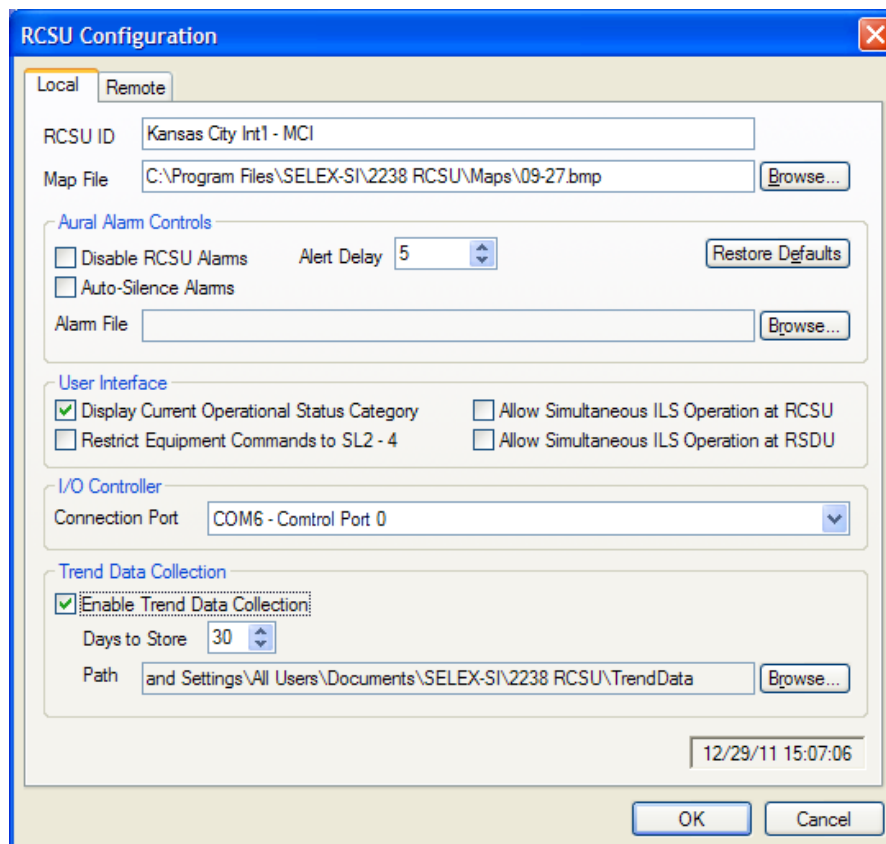 RCSU Configuration
Local
Remote
RCSU ID
Kansas City Int'l - MCI
Map File
C:\Program Files\SELEX-SI\2238 RCSU\Maps\09-27.bmp
Browse...
Aural Alarm Controls
Disable RCSU Alarms
Alert Delay
5
Restore Defaults
Auto-Silence Alarms
Alarm File
Browse...
User Interface
Display Current Operational Status Category
Allow Simultaneous ILS Operation at RCSU
Restrict Equipment Commands to SL2 - 4
Allow Simultaneous ILS Operation at RSDU
I/O Controller
Connection Port
COM6 - Comtrol Port 0
Trend Data Collection
Enable Trend Data Collection
Days to Store
30
Path
and Settings\All Users\Documents\SELEX-SI\2238 RCSU\TrendData
Browse...
12/29/11 15:07:06
OK
Cancel